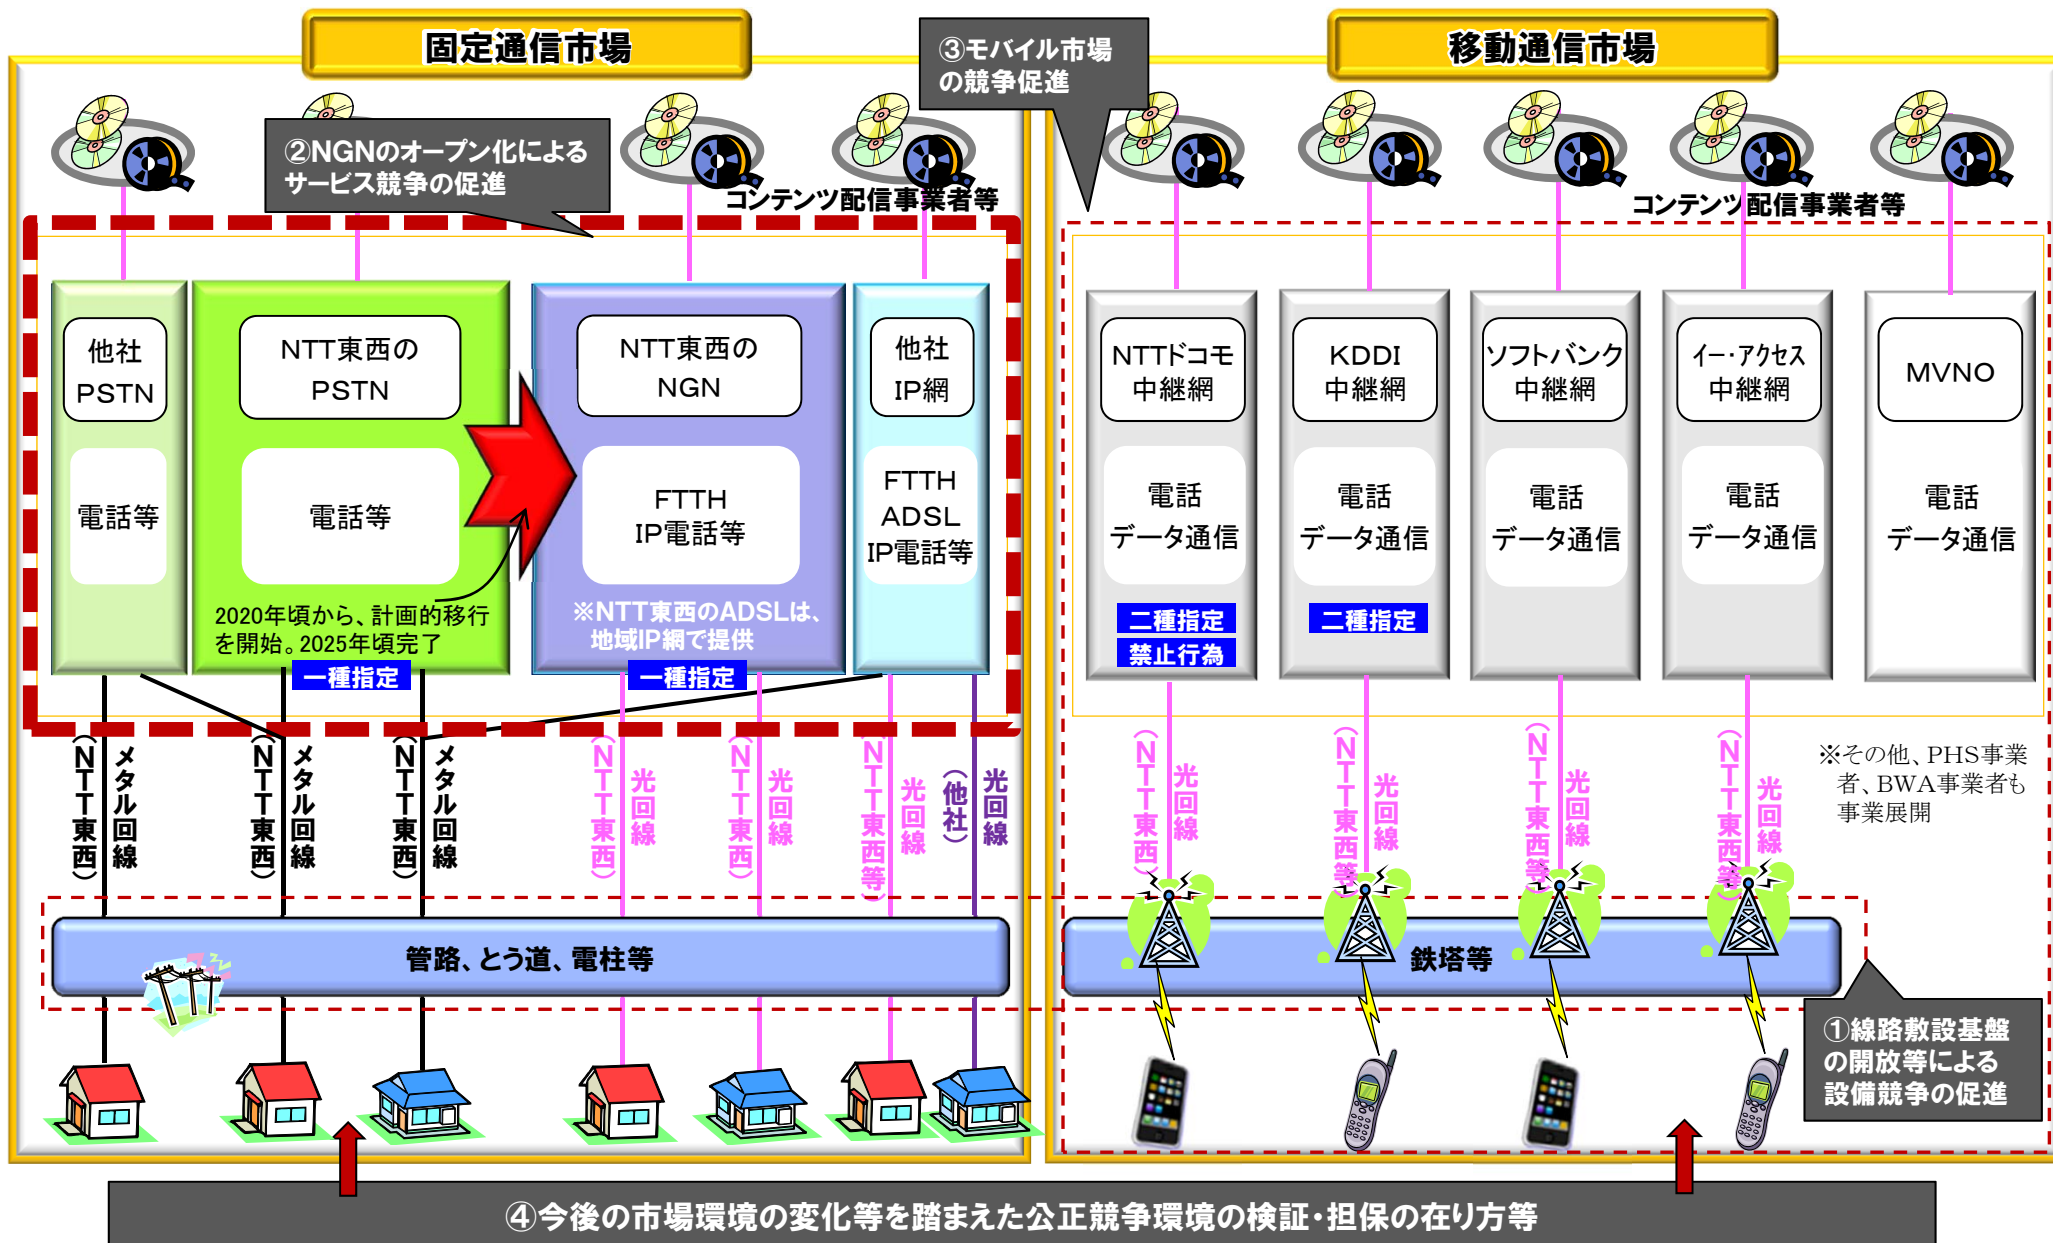 固定通信市場
移動通信市場
③モバイル市場
の競争促進
②NGNのオープン化による
サービス競争の促進
コンテンツ配信事業者等
コンテンツ配信事業者等
他社
PSTN
電話等
NTT東西の
PSTN
電話等
2020年頃から、計画的移行
を開始。2025年頃完了
一種指定
NTT東西の
NGN
FTTH
IP電話等
※NTT東西のADSLは、
地域IP網で提供
一種指定
他社
IP網
FTTH
ADSL
IP電話等
NTTドコモ
中継網
電話
データ通信
二種指定
禁止行為
KDDI
中継網
電話
データ通信
二種指定
ソフトバンク
中継網
電話
データ通信
イー・アクセス
中継網
電話
データ通信
MVNO
電話
データ通信
メタル回線
(NTT東西)
メタル回線
(NTT東西)
メタル回線
(NTT東西)
光回線
(NTT東西)
光回線
(NTT東西)
光回線
(NTT東西等)
光回線
(他社)
光回線
(NTT東西)
光回線
(NTT東西等)
光回線
(NTT東西等)
光回線
(NTT東西等)
※その他、PHS事業
者、BWA事業者も
事業展開
管路、とう道、電柱等
鉄塔等
①線路敷設基盤
の開放等による
設備競争の促進
④今後の市場環境の変化等を踏まえた公正競争環境の検証・担保の在り方等